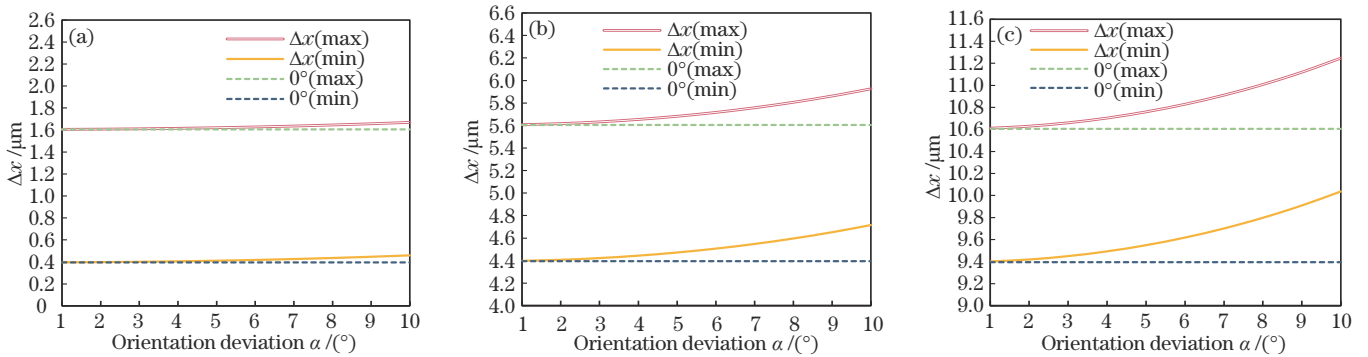 (a)
Δx(max)
Δx(min)
0°(max)
0°(min)
2.6
2.4
2.2
2.0
1.8
1.6
1.4
1.2
1.0
0.8
0.6
0.4
0.2
0
Δx /μm
1 2 3 4 5 6 7 8 9 10
Orientation deviation α /(°)
(b)
Δx(max)
Δx(min)
0°(max)
0°(min)
6.6
6.4
6.2
6.0
5.8
5.6
5.4
5.2
5.0
4.8
4.6
4.4
4.2
4.0
Δx /μm
1 2 3 4 5 6 7 8 9 10
Orientation deviation α /(°)
(c)
Δx(max)
Δx(min)
0°(max)
0°(min)
11.6
11.4
11.2
11.0
10.8
10.6
10.4
10.2
10.0
9.8
9.6
9.4
9.2
9.0
Δx /μm
1 2 3 4 5 6 7 8 9 10
Orientation deviation α /(°)